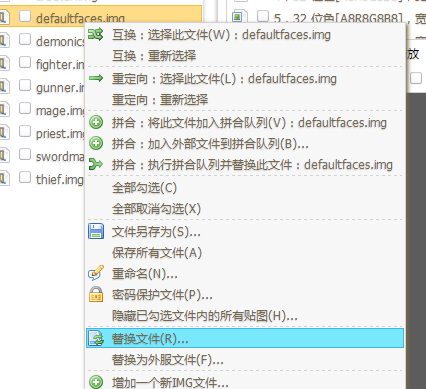 defaultfaces.img
demonics
fighter.img
gunner.img
mage.img
priest.img
swordma
thief.img
5，32 位色[A8R8G8B8]，宽
放
互换：选择此文件(W)：defaultfaces.img
互换：重新选择
重定向：选择此文件(L)：defaultfaces.img
重定向：重新选择
拼合：将此文件加入拼合队列(V)：defaultfaces.img
拼合：加入外部文件到拼合队列(B)...
拼合：执行拼合队列并替换此文件：defaultfaces.img
全部勾选(C)
全部取消勾选(X)
文件另存为(S)...
保存所有文件(A)
重命名(N)...
密码保护文件(P)...
隐藏已勾选文件内的所有贴图(H)...
替换文件(R)...
替换为外服文件(F)...
增加一个新IMG文件...